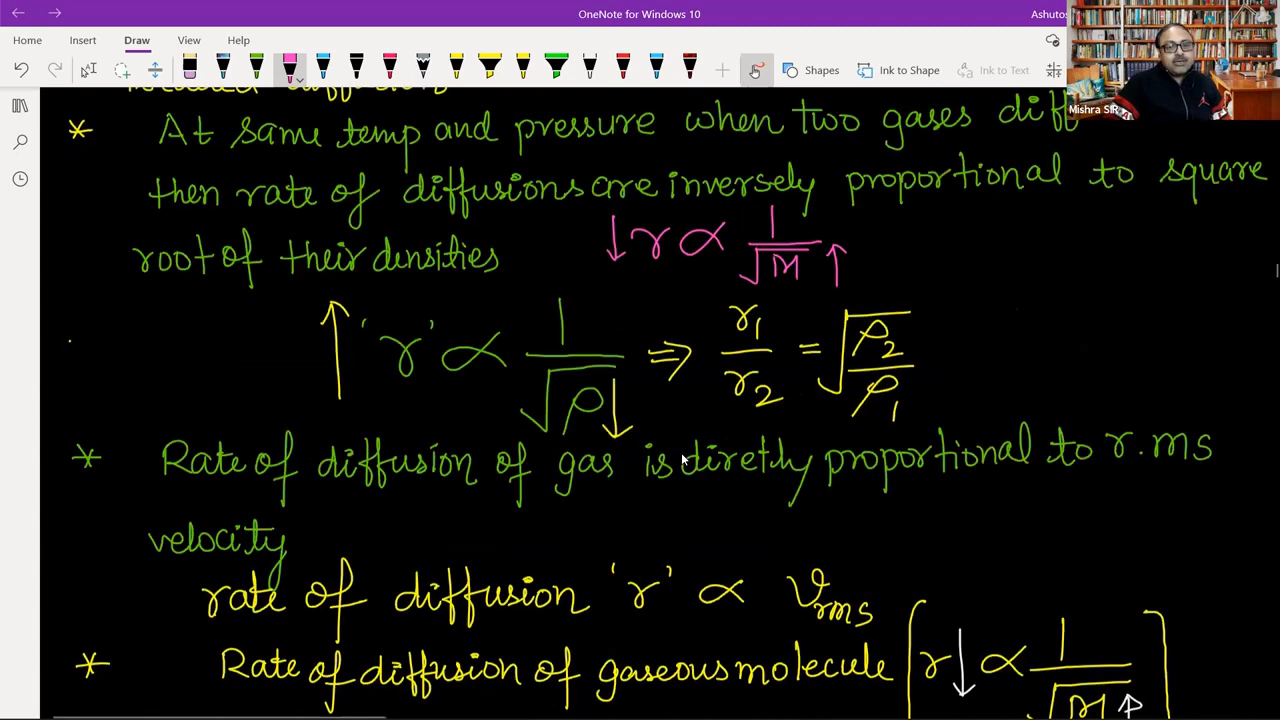 OneNote for Windows 10
Ashuto
Home Insert Draw View Help
Shapes Ink to Shape Ink to Text
Mishra SIR
* At same temp and pressure when two gases diff
then rate of diffusions are inversely proportional to square
root of their densities ↓ r ∝ 1/√M ↑
↑ 'r' ∝ 1/√ρ ↓ ⇒ r₁/r₂ = √ρ₂/ρ₁
* Rate of diffusion of gas is diretly proportional to r.ms
velocity
rate of diffusion 'r' ∝ vrms
* Rate of diffusion of gaseous molecule [r ↓ ∝ 1/√M ↑]